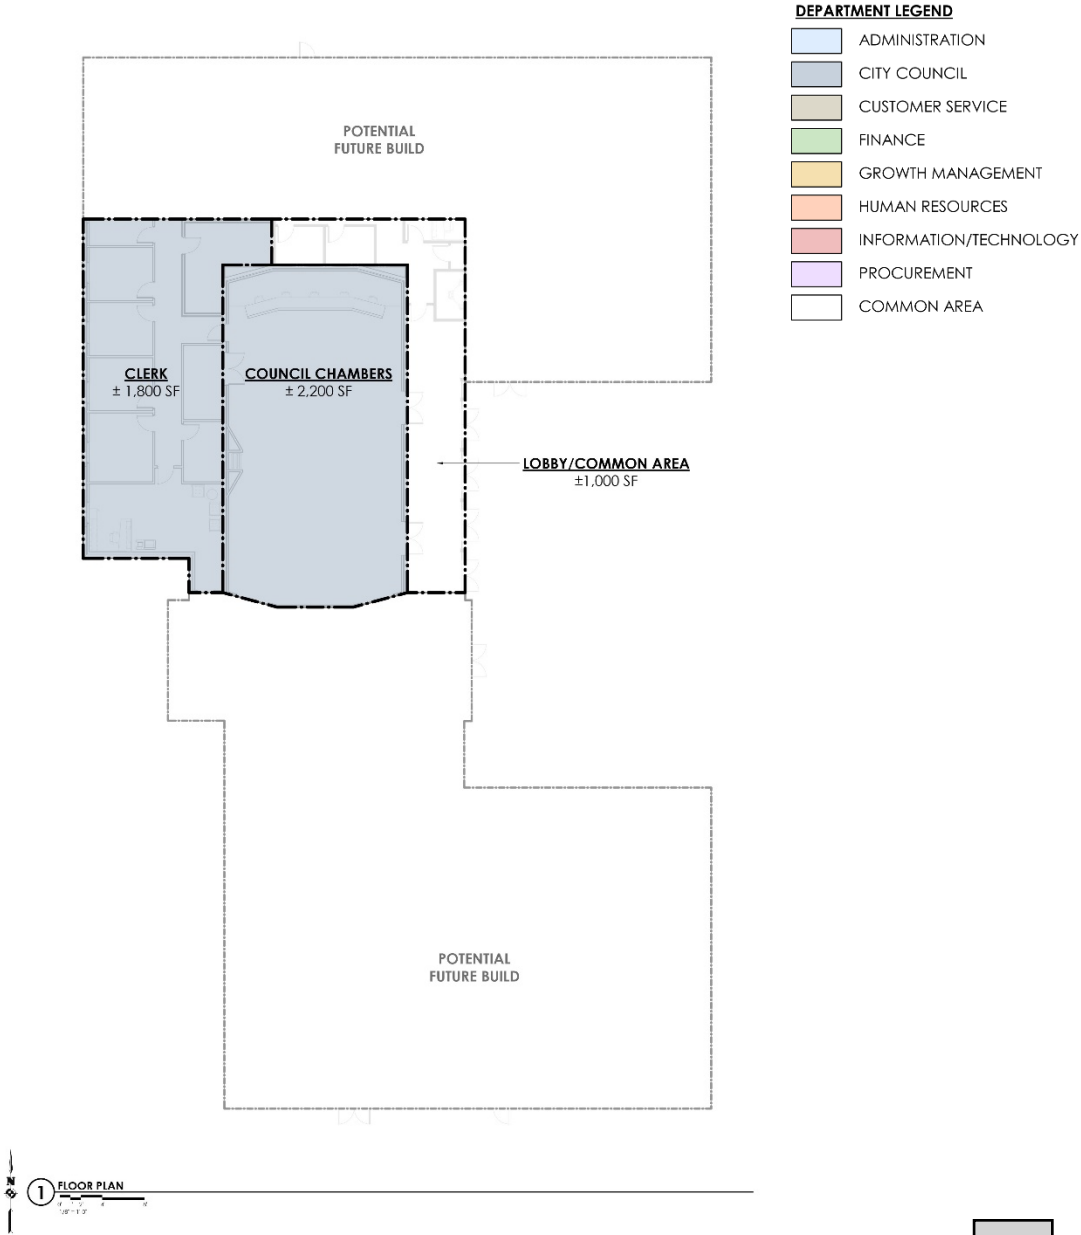 DEPARTMENT LEGEND
ADMINISTRATION
CITY COUNCIL
CUSTOMER SERVICE
FINANCE
GROWTH MANAGEMENT
HUMAN RESOURCES
INFORMATION/TECHNOLOGY
PROCUREMENT
COMMON AREA
POTENTIAL
FUTURE BUILD
CLERK
± 1,800 SF
COUNCIL CHAMBERS
± 2,200 SF
LOBBY/COMMON AREA
±1,000 SF
POTENTIAL
FUTURE BUILD
N
1
FLOOR PLAN